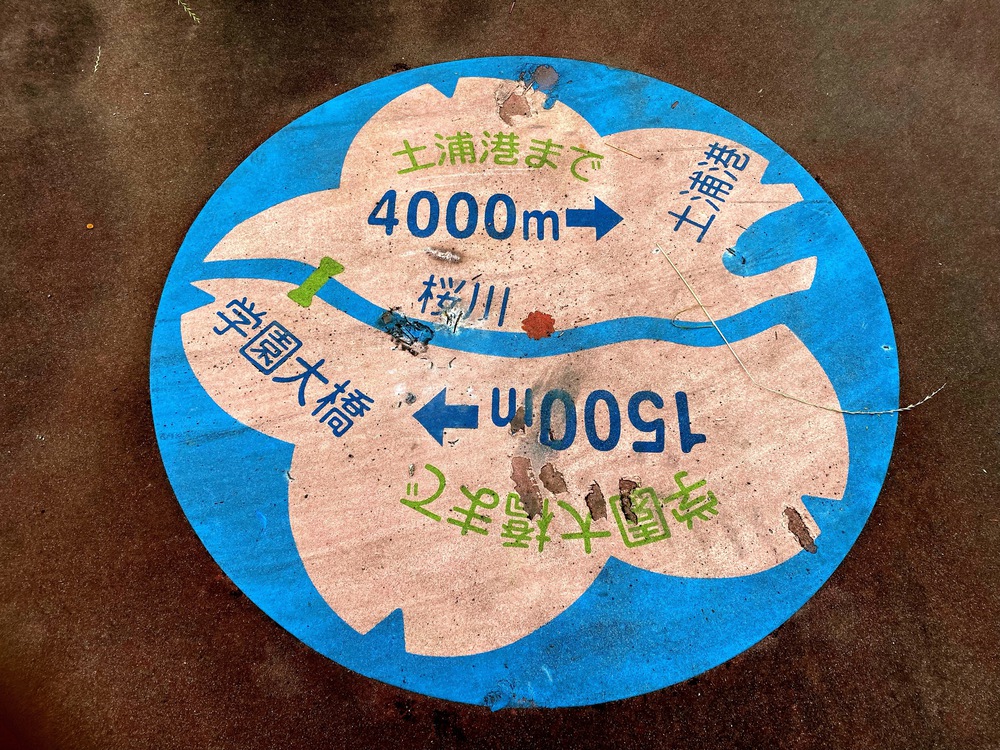 土浦港まで
4000m→
土浦港
桜川
学園大橋
学園大橋まで
1500m→